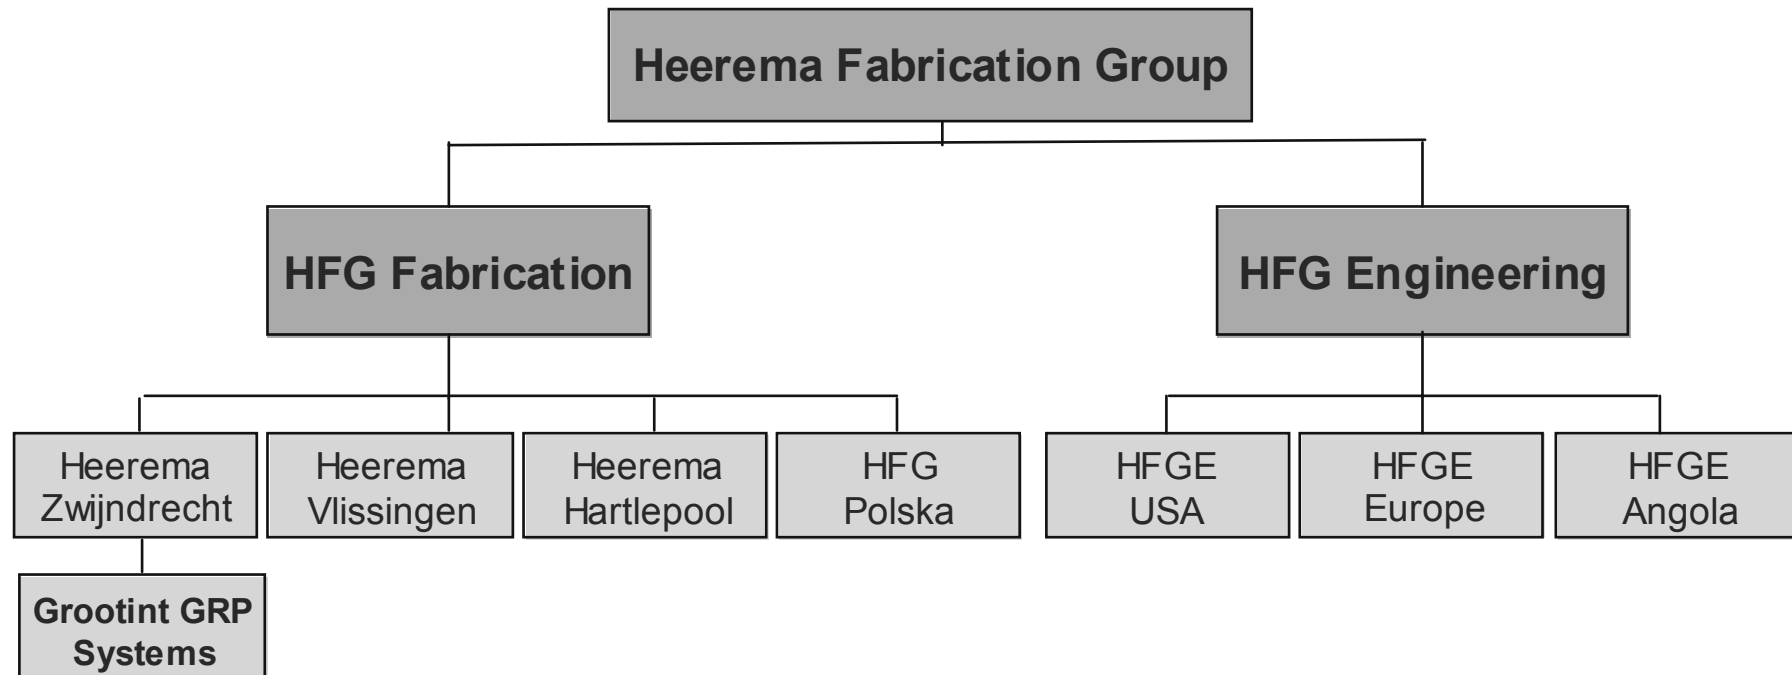 Heerema Fabrication Group
HFG Fabrication
HFG Engineering
Heerema
Zwijndrecht
Heerema
Vlissingen
Heerema
Hartlepool
HFG
Polska
HFGE
USA
HFGE
Europe
HFGE
Angola
Grootint GRP
Systems